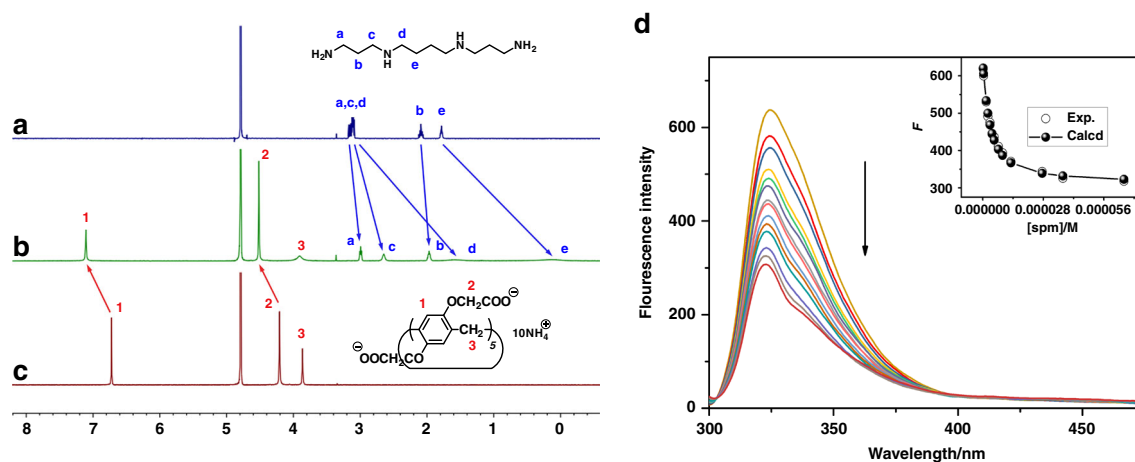 a
a
c
d
H₂N
N
H
H
N
NH₂
b
e
a,c,d
b
e
b
1
2
3
a
c
b
d
e
c
1
2
3
1
2
OCH₂COO⊖
CH₂
3
5
10NH₄⊕
⊖OOCH₂CO
8 7 6 5 4 3 2 1 0
d
Flourescence intensity
600
400
200
0
300 350 400 450
Wavelength/nm
F
600
500
400
300
Exp.
Calcd
0.000000 0.000028 0.000056
[spm]/M